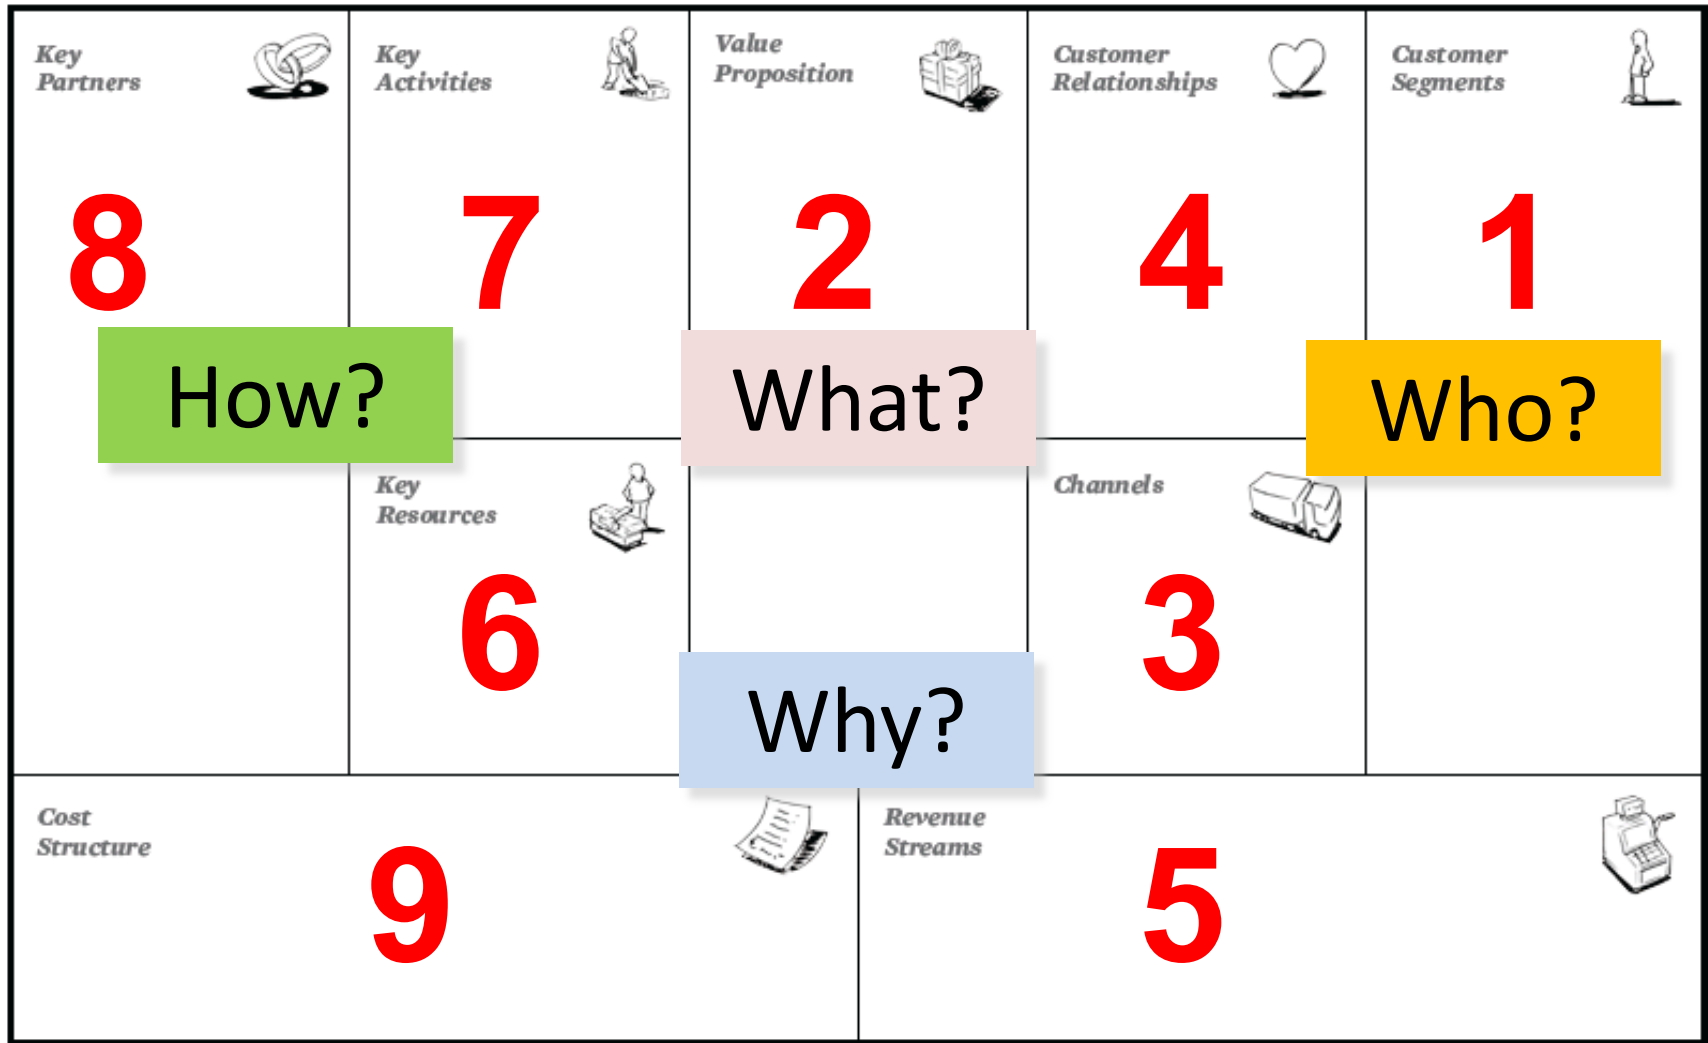 Key
Partners
8
Key
Activities
7
Value
Proposition
2
Customer
Relationships
4
Customer
Segments
1
How?
What?
Who?
Key
Resources
6
Channels
3
Why?
Cost
Structure
9
Revenue
Streams
5